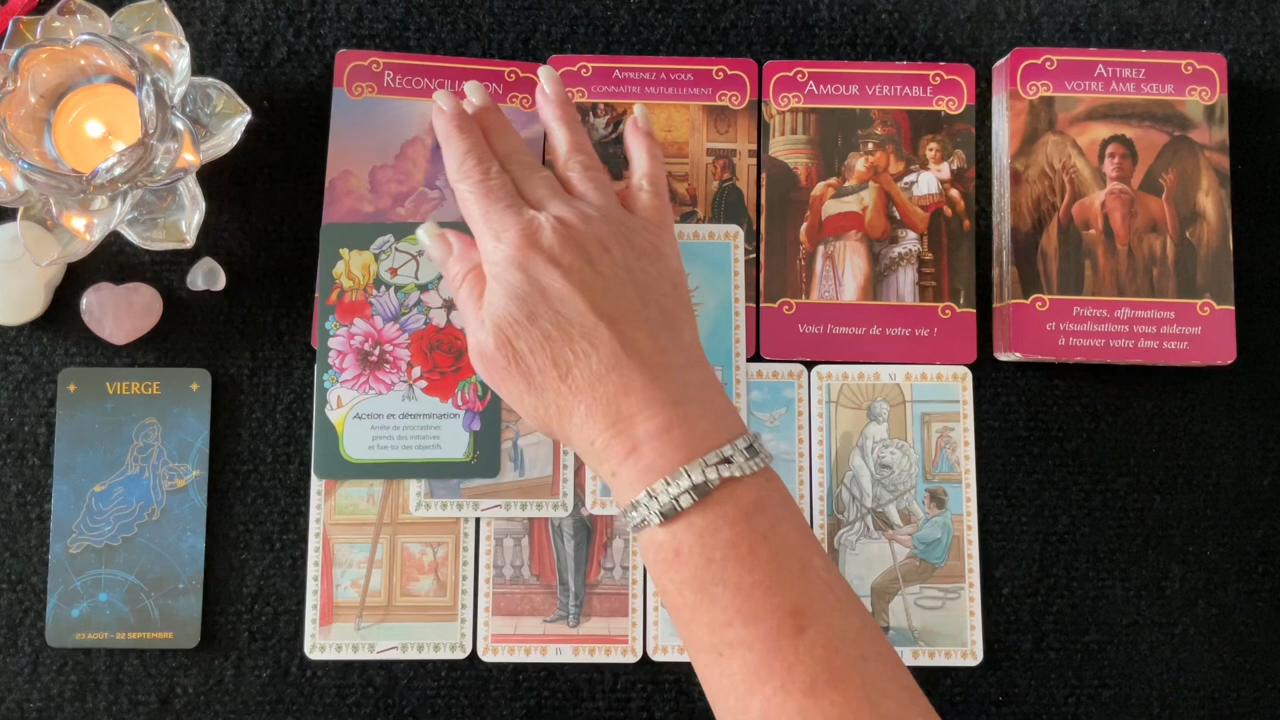 RÉCONCILIATION
APPRENEZ À VOUS
CONNAÎTRE MUTUELLEMENT
AMOUR VÉRITABLE
Voici l'amour de votre vie !
ATTIREZ
VOTRE ÂME SŒUR
Prières, affirmations
et visualisations vous aideront
à trouver votre âme sœur.
Action et détermination
Arrête de procrastiner,
prends des initiatives
et fixe-toi des objectifs.
VIERGE
23 AOÛT - 22 SEPTEMBRE
XI
IV